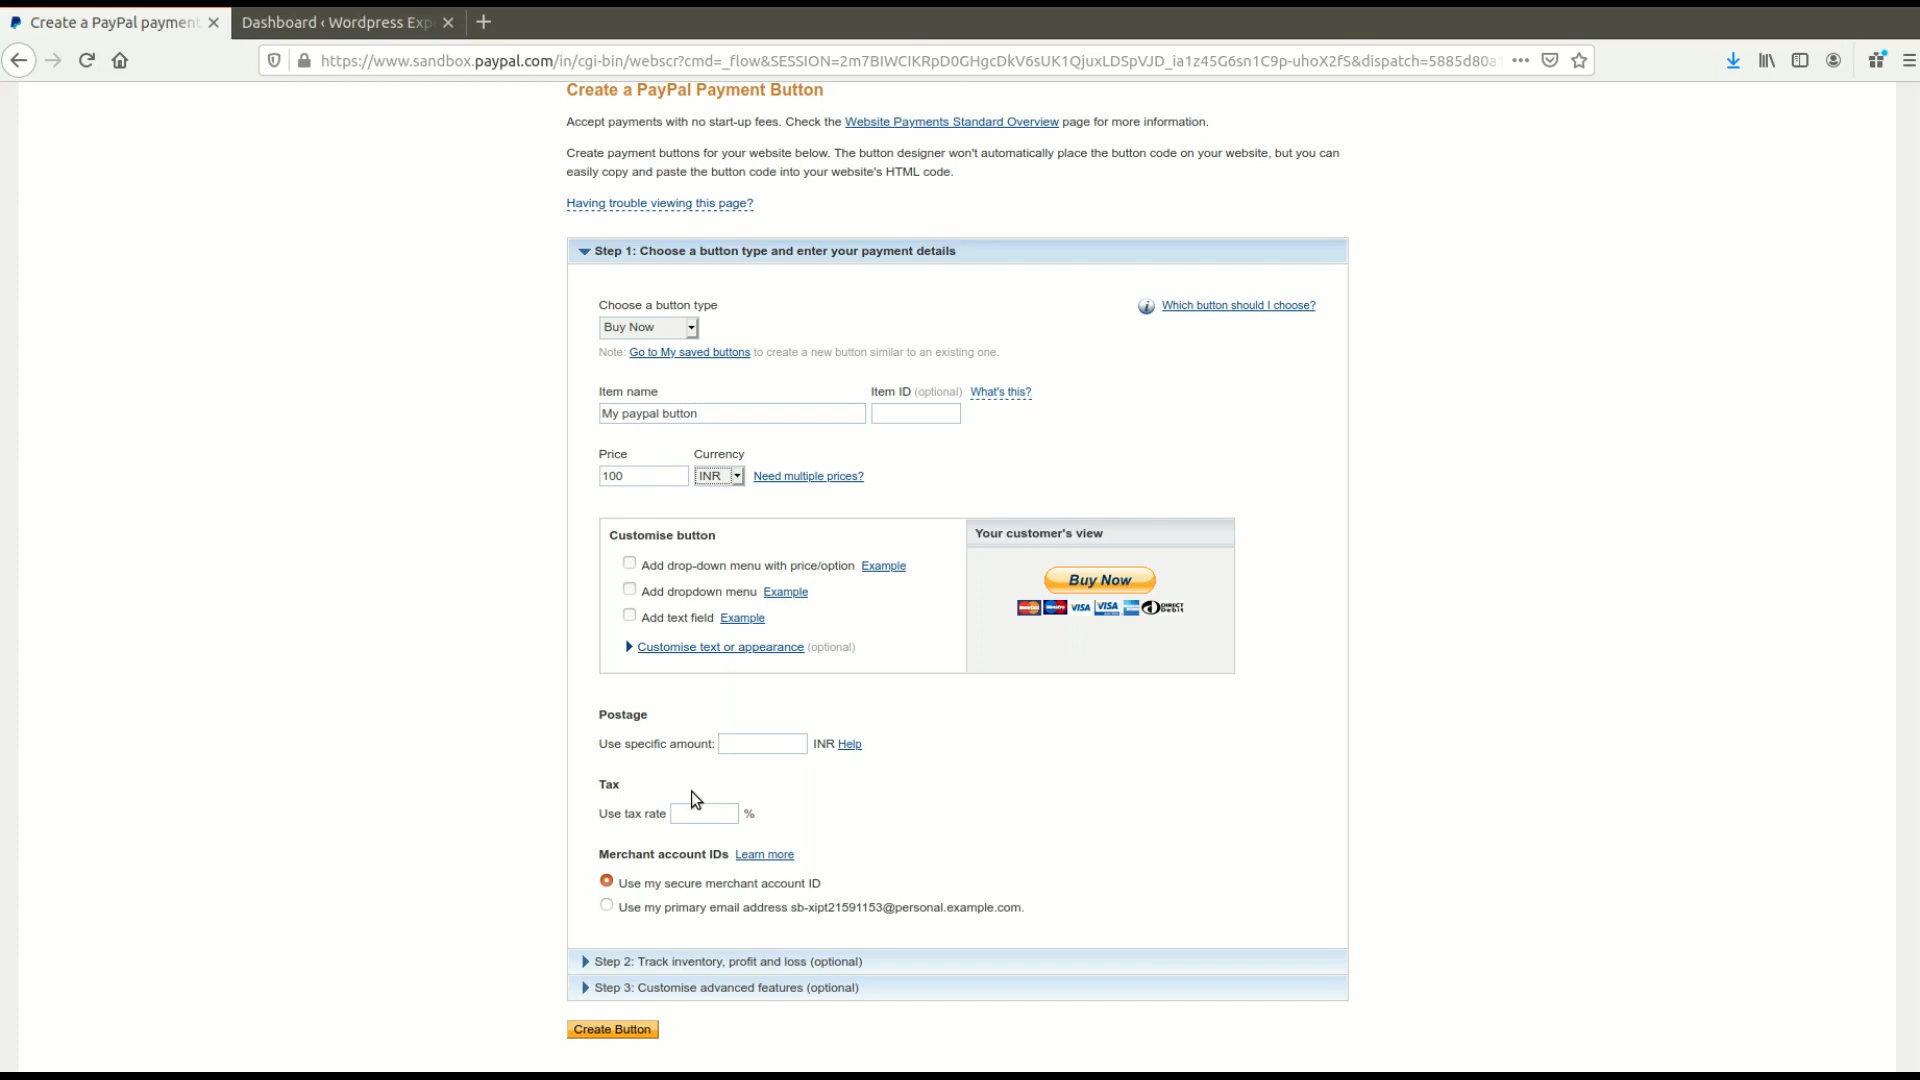 Create a PayPal payment
Dashboard ‹ Wordpress Exp
https://www.sandbox.paypal.com/in/cgi-bin/webscr?cmd=_flow&SESSION=2m7BIWCIKRpD0GHgcDkV6sUK1QjuxLDSpVJD_ia1z45G6sn1C9p-uhoX2fS&dispatch=5885d80a1
Create a PayPal Payment Button
Accept payments with no start-up fees. Check the Website Payments Standard Overview page for more information.
Create payment buttons for your website below. The button designer won't automatically place the button code on your website, but you can
easily copy and paste the button code into your website's HTML code.
Having trouble viewing this page?
Step 1: Choose a button type and enter your payment details
Choose a button type
Which button should I choose?
Buy Now
Note: Go to My saved buttons to create a new button similar to an existing one.
Item name Item ID (optional) What's this?
My paypal button
Price Currency
100 INR Need multiple prices?
Customise button
Your customer's view
Add drop-down menu with price/option Example
Add dropdown menu Example
Add text field Example
Customise text or appearance (optional)
Buy Now
VISA VISA DIRECT Debit
Postage
Use specific amount: INR Help
Tax
Use tax rate %
Merchant account IDs Learn more
Use my secure merchant account ID
Use my primary email address sb-xipt21591153@personal.example.com.
Step 2: Track inventory, profit and loss (optional)
Step 3: Customise advanced features (optional)
Create Button